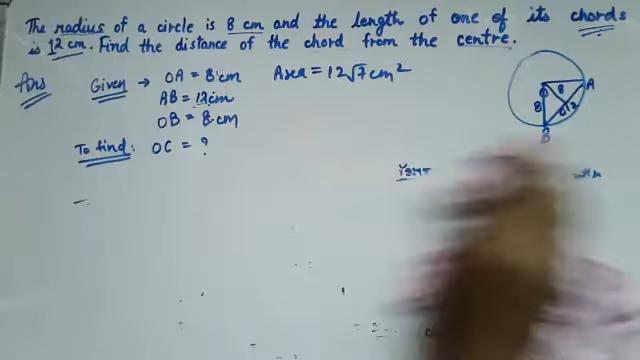 The radius of a circle is 8 cm and the length of one of its chords
is 12 cm. Find the distance of the chord from the centre.
Ans Given → OA = 8 cm Area = 12√7 cm²
AB = 12 cm
OB = 8 cm
To find: OC = ?
O 8 A
8 C 12
B